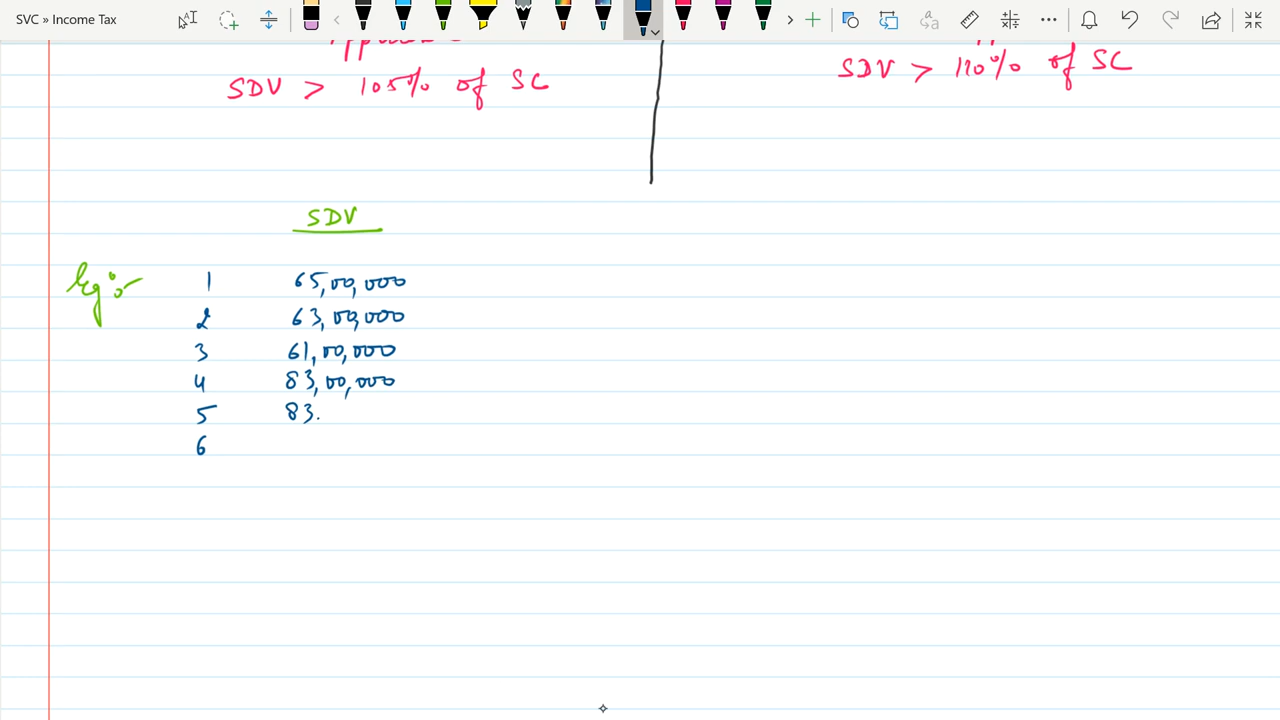 SVC » Income Tax
SDV > 105% of SC
SDV > 110% of SC
SDV
Eg:-
1 65,00,000
2 63,00,000
3 61,00,000
4 83,00,000
5 83.
6